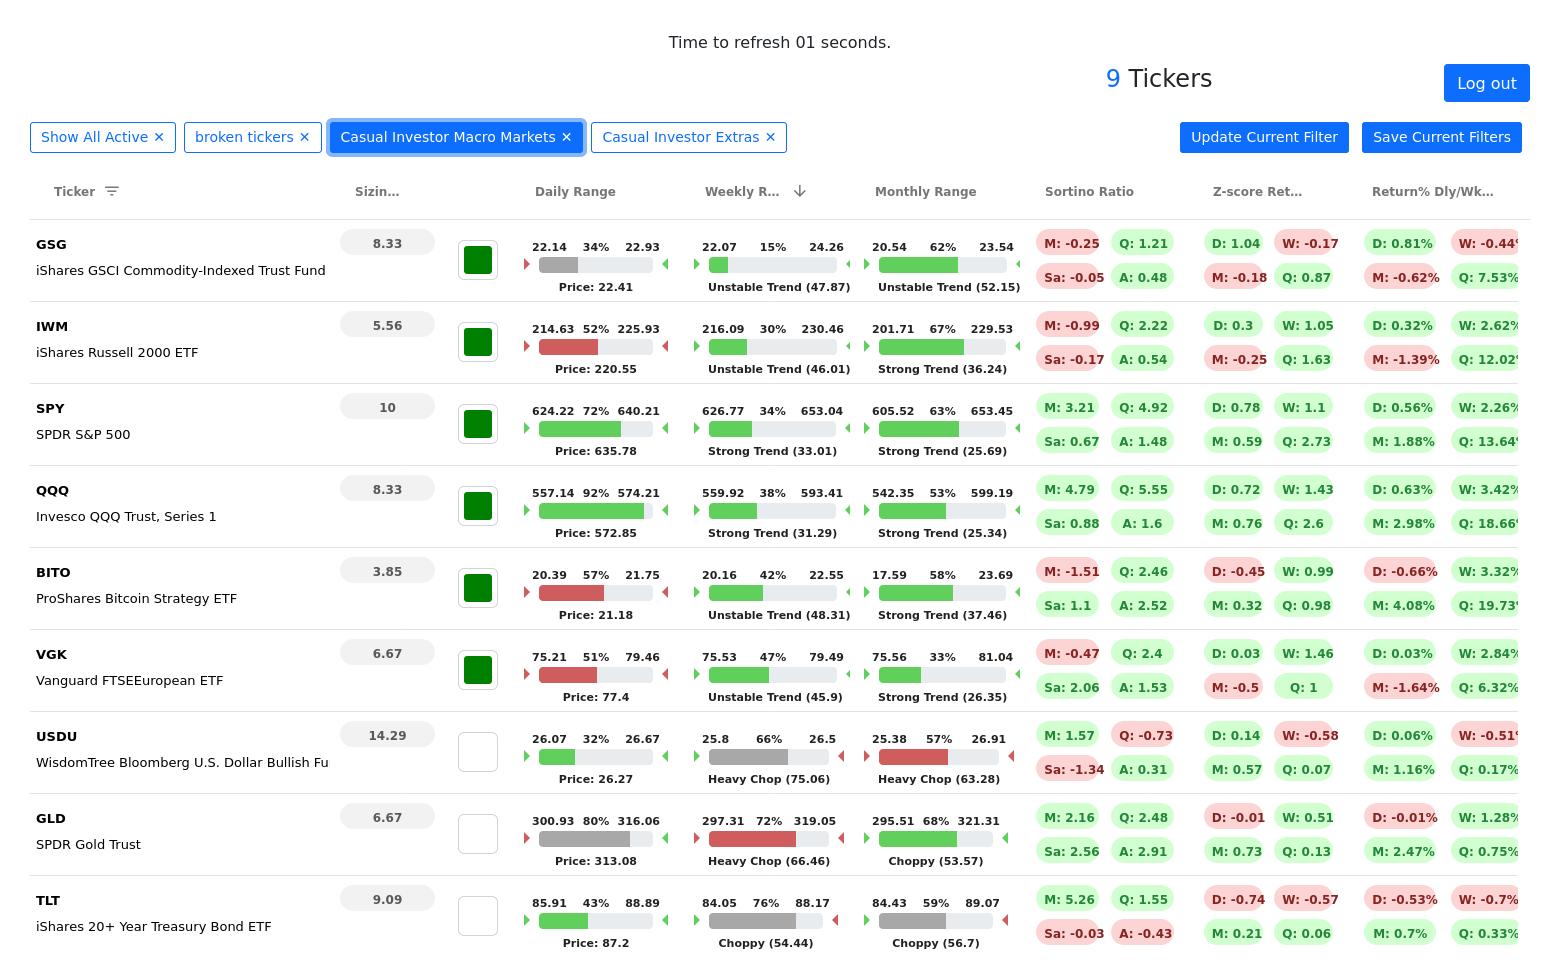 Time to refresh 01 seconds.
9 Tickers
Log out
Show All Active ✕ broken tickers ✕ Casual Investor Macro Markets ✕ Casual Investor Extras ✕ Update Current Filter Save Current Filters
Ticker Sizin... Daily Range Weekly R... Monthly Range Sortino Ratio Z-score Ret... Return% Dly/Wk...
GSG 8.33 22.14 34% 22.93 22.07 15% 24.26 20.54 62% 23.54 M: -0.25 Q: 1.21 D: 1.04 W: -0.17 D: 0.81% W: -0.44%
iShares GSCI Commodity-Indexed Trust Fund Sa: -0.05 A: 0.48 M: -0.18 Q: 0.87 M: -0.62% Q: 7.53%
Price: 22.41 Unstable Trend (47.87) Unstable Trend (52.15)
IWM 5.56 214.63 52% 225.93 216.09 30% 230.46 201.71 67% 229.53 M: -0.99 Q: 2.22 D: 0.3 W: 1.05 D: 0.32% W: 2.62%
iShares Russell 2000 ETF Sa: -0.17 A: 0.54 M: -0.25 Q: 1.63 M: -1.39% Q: 12.02%
Price: 220.55 Unstable Trend (46.01) Strong Trend (36.24)
SPY 10 624.22 72% 640.21 626.77 34% 653.04 605.52 63% 653.45 M: 3.21 Q: 4.92 D: 0.78 W: 1.1 D: 0.56% W: 2.26%
SPDR S&P 500 Sa: 0.67 A: 1.48 M: 0.59 Q: 2.73 M: 1.88% Q: 13.64%
Price: 635.78 Strong Trend (33.01) Strong Trend (25.69)
QQQ 8.33 557.14 92% 574.21 559.92 38% 593.41 542.35 53% 599.19 M: 4.79 Q: 5.55 D: 0.72 W: 1.43 D: 0.63% W: 3.42%
Invesco QQQ Trust, Series 1 Sa: 0.88 A: 1.6 M: 0.76 Q: 2.6 M: 2.98% Q: 18.66%
Price: 572.85 Strong Trend (31.29) Strong Trend (25.34)
BITO 3.85 20.39 57% 21.75 20.16 42% 22.55 17.59 58% 23.69 M: -1.51 Q: 2.46 D: -0.45 W: 0.99 D: -0.66% W: 3.32%
ProShares Bitcoin Strategy ETF Sa: 1.1 A: 2.52 M: 0.32 Q: 0.98 M: 4.08% Q: 19.73%
Price: 21.18 Unstable Trend (48.31) Strong Trend (37.46)
VGK 6.67 75.21 51% 79.46 75.53 47% 79.49 75.56 33% 81.04 M: -0.47 Q: 2.4 D: 0.03 W: 1.46 D: 0.03% W: 2.84%
Vanguard FTSEEuropean ETF Sa: 2.06 A: 1.53 M: -0.5 Q: 1 M: -1.64% Q: 6.32%
Price: 77.4 Unstable Trend (45.9) Strong Trend (26.35)
USDU 14.29 26.07 32% 26.67 25.8 66% 26.5 25.38 57% 26.91 M: 1.57 Q: -0.73 D: 0.14 W: -0.58 D: 0.06% W: -0.51%
WisdomTree Bloomberg U.S. Dollar Bullish Fu Sa: -1.34 A: 0.31 M: 0.57 Q: 0.07 M: 1.16% Q: 0.17%
Price: 26.27 Heavy Chop (75.06) Heavy Chop (63.28)
GLD 6.67 300.93 80% 316.06 297.31 72% 319.05 295.51 68% 321.31 M: 2.16 Q: 2.48 D: -0.01 W: 0.51 D: -0.01% W: 1.28%
SPDR Gold Trust Sa: 2.56 A: 2.91 M: 0.73 Q: 0.13 M: 2.47% Q: 0.75%
Price: 313.08 Heavy Chop (66.46) Choppy (53.57)
TLT 9.09 85.91 43% 88.89 84.05 76% 88.17 84.43 59% 89.07 M: 5.26 Q: 1.55 D: -0.74 W: -0.57 D: -0.53% W: -0.7%
iShares 20+ Year Treasury Bond ETF Sa: -0.03 A: -0.43 M: 0.21 Q: 0.06 M: 0.7% Q: 0.33%
Price: 87.2 Choppy (54.44) Choppy (56.7)